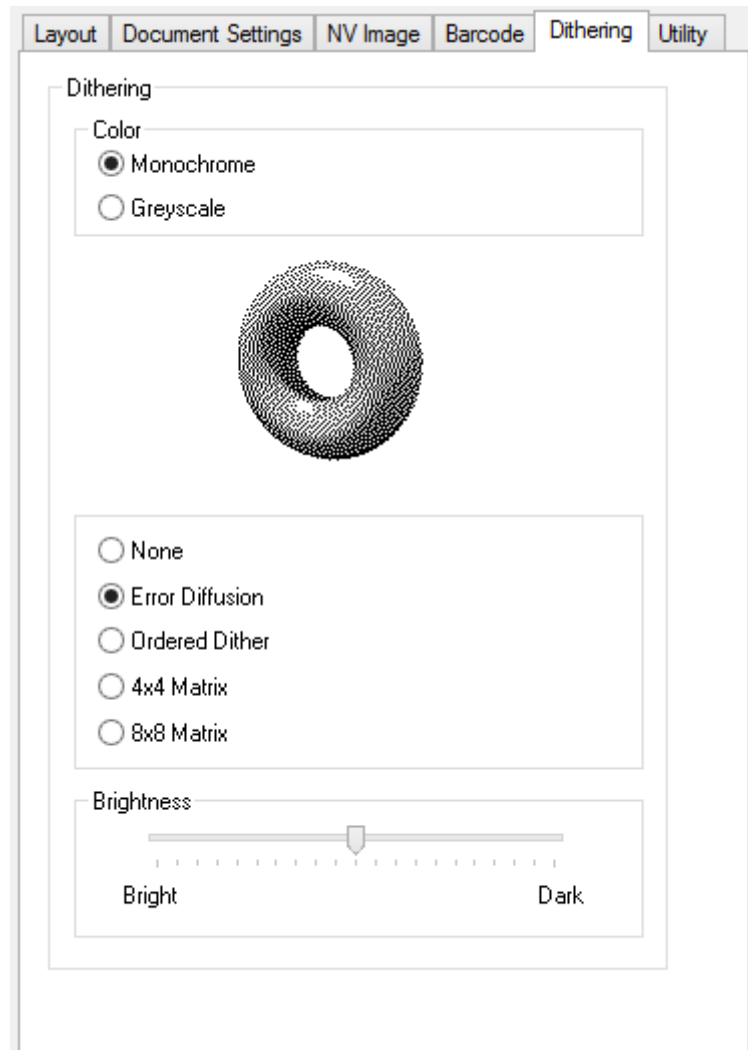 Layout Document Settings NV Image Barcode Dithering Utility
Dithering
Color
Monochrome
Greyscale
None
Error Diffusion
Ordered Dither
4x4 Matrix
8x8 Matrix
Brightness
Bright Dark